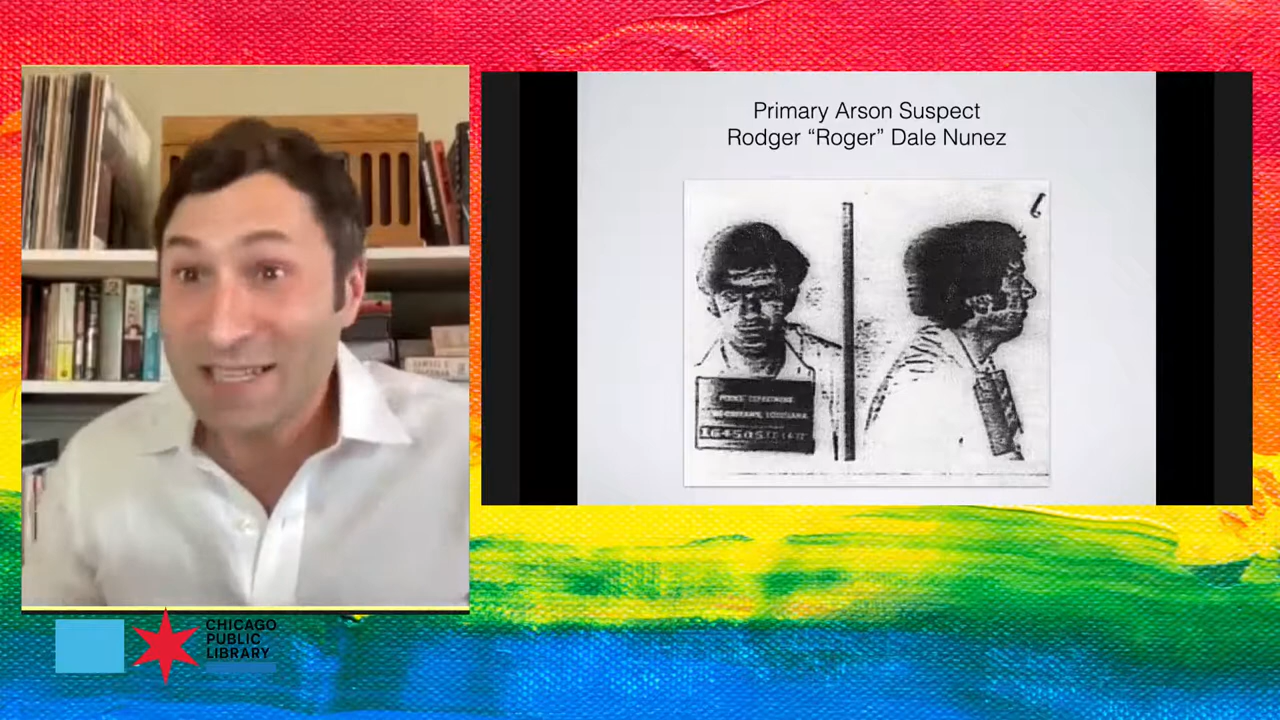 Primary Arson Suspect
Rodger “Roger” Dale Nunez
CHICAGO
PUBLIC
LIBRARY